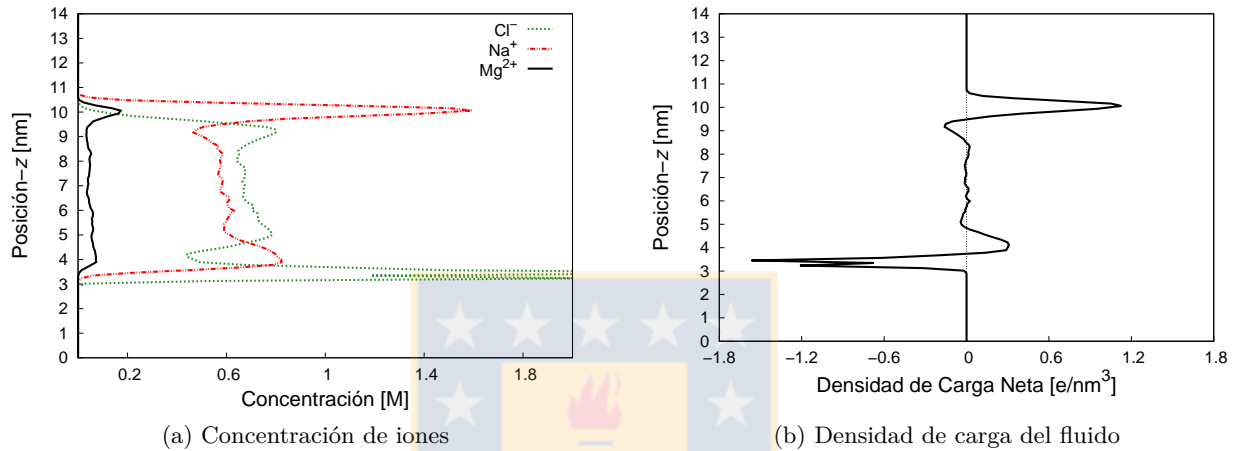 14
13
12
11
10
9
8
7
6
5
4
3
2
1
0
Posición−z [nm]
Cl−
Na+
Mg2+
0.2 0.6 1 1.4 1.8
Concentración [M]
(a) Concentración de iones
14
13
12
11
10
9
8
7
6
5
4
3
2
1
0
Posición−z [nm]
−1.8 −1.2 −0.6 0 0.6 1.2 1.8
Densidad de Carga Neta [e/nm3]
(b) Densidad de carga del fluido